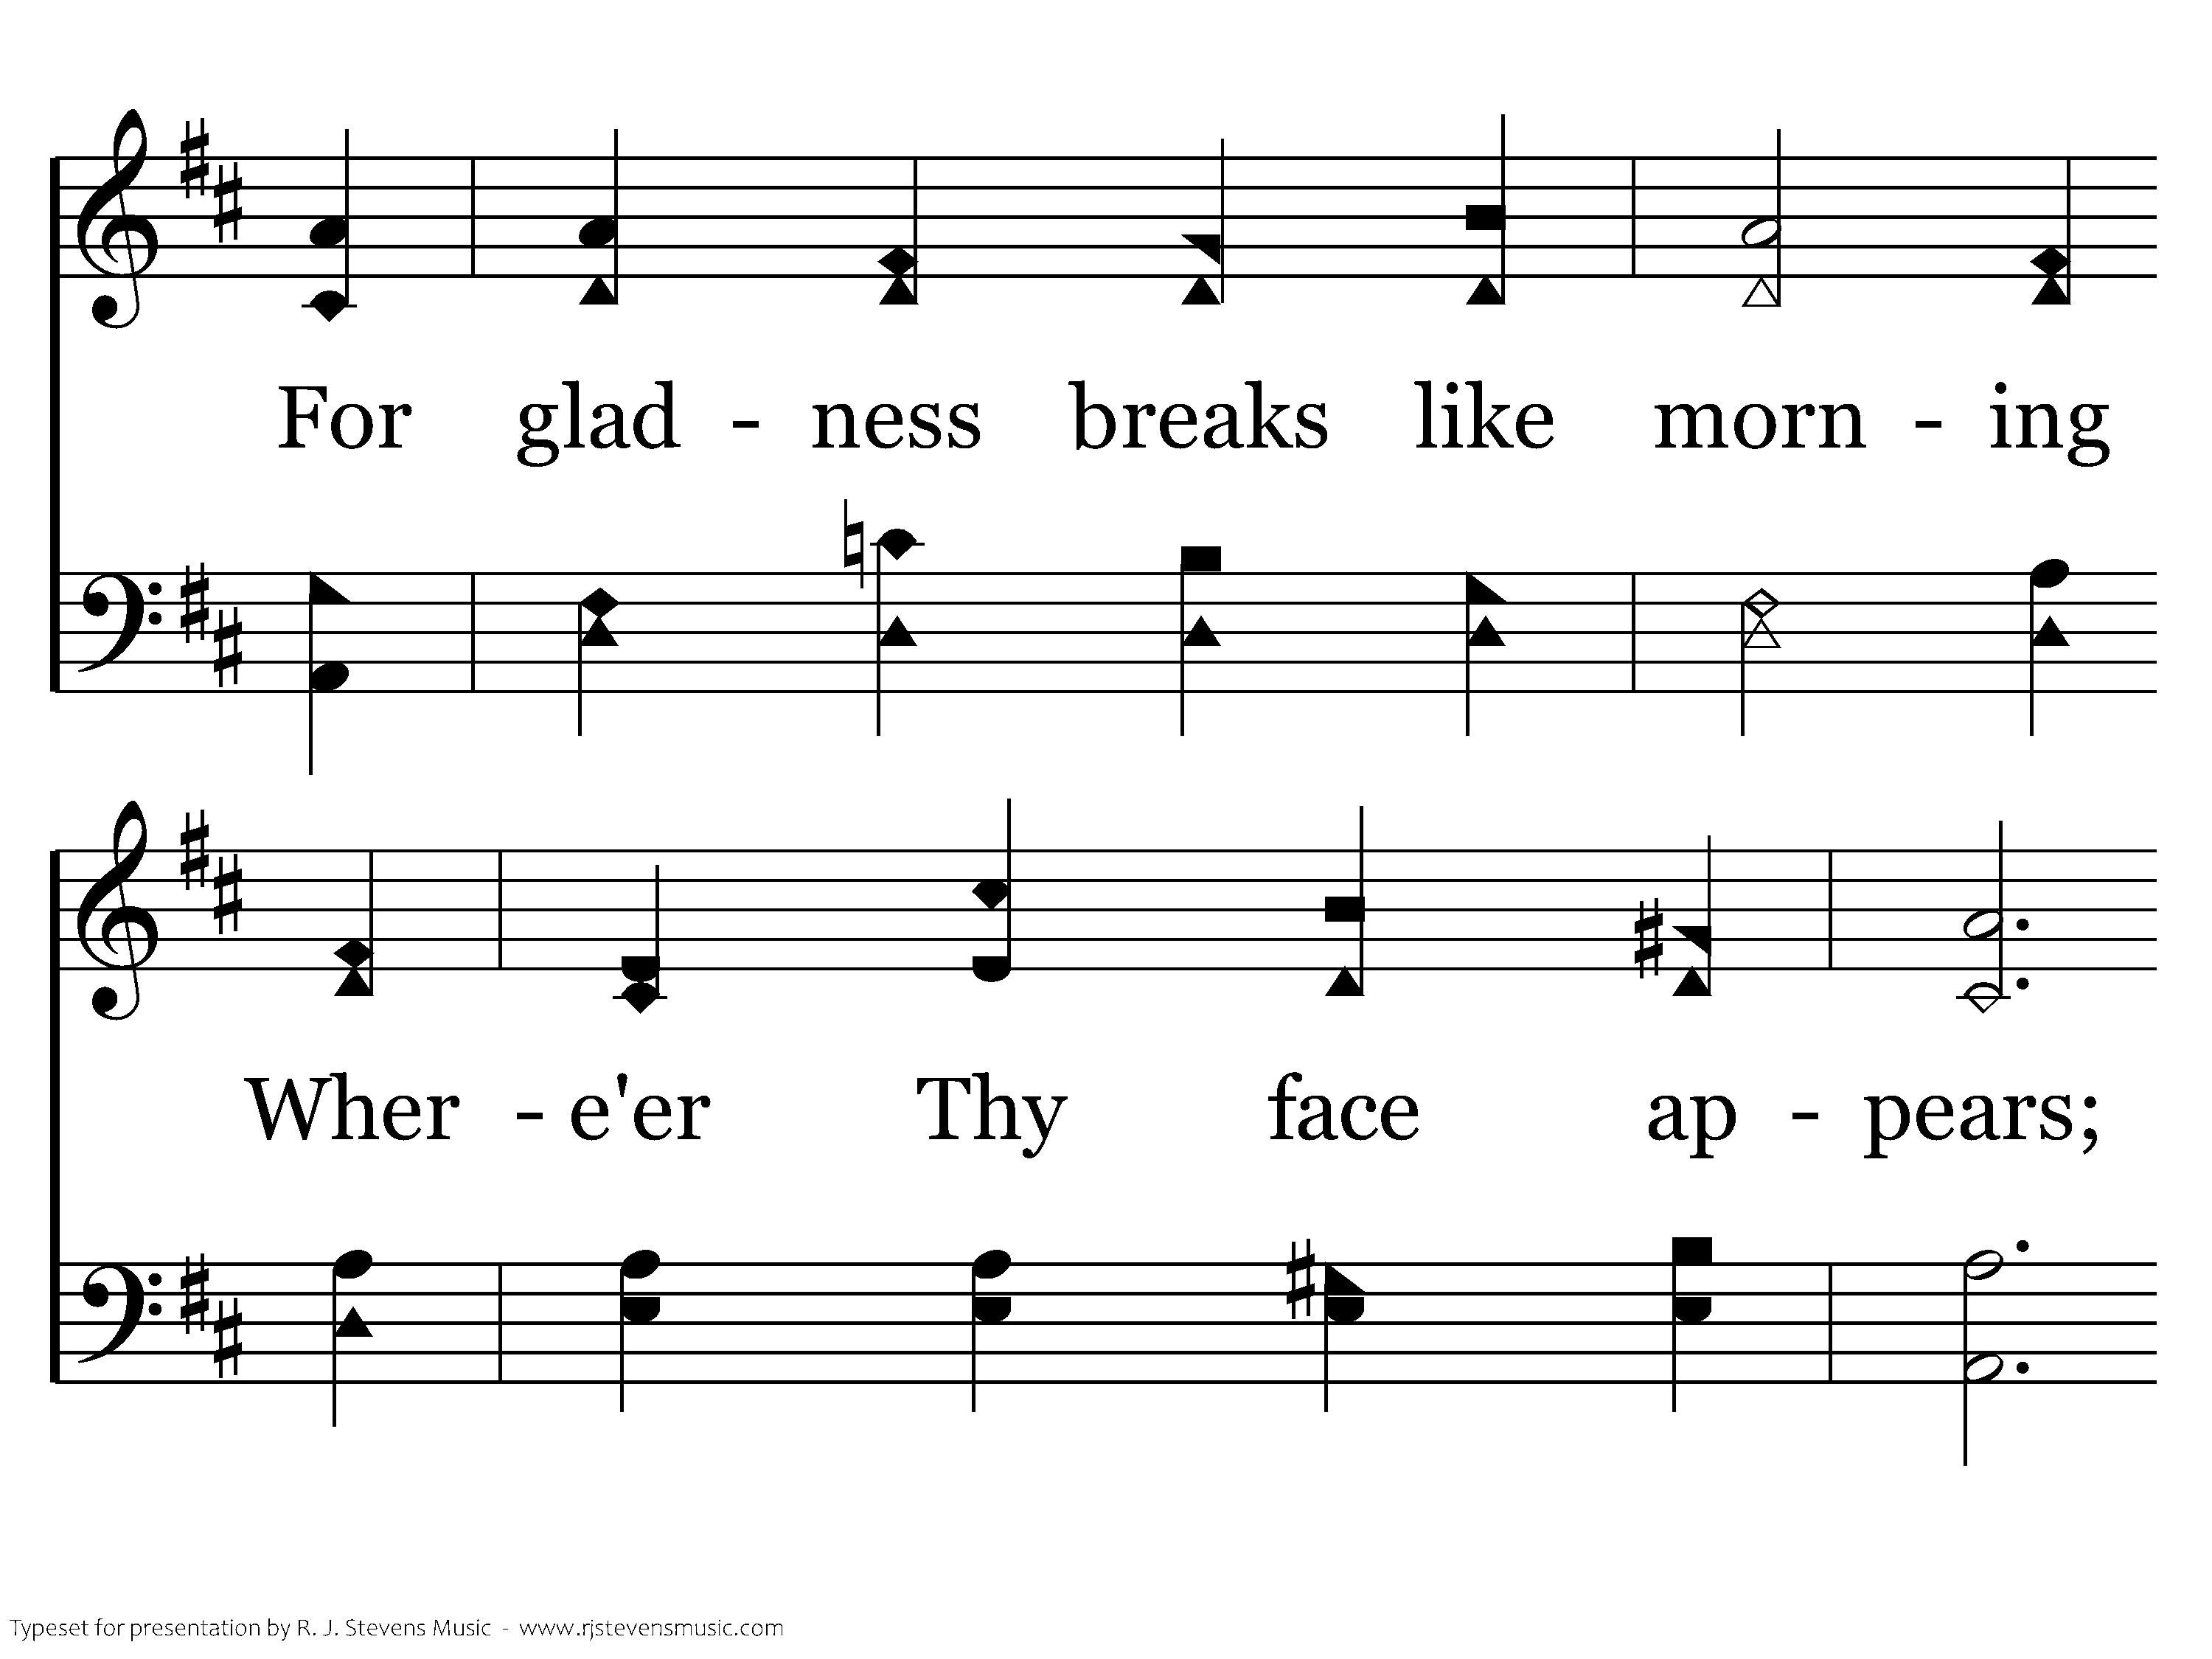 For glad - ness breaks like morn - ing
Wher - e'er Thy face ap - pears;
Typeset for presentation by R. J. Stevens Music - www.rjstevensmusic.com